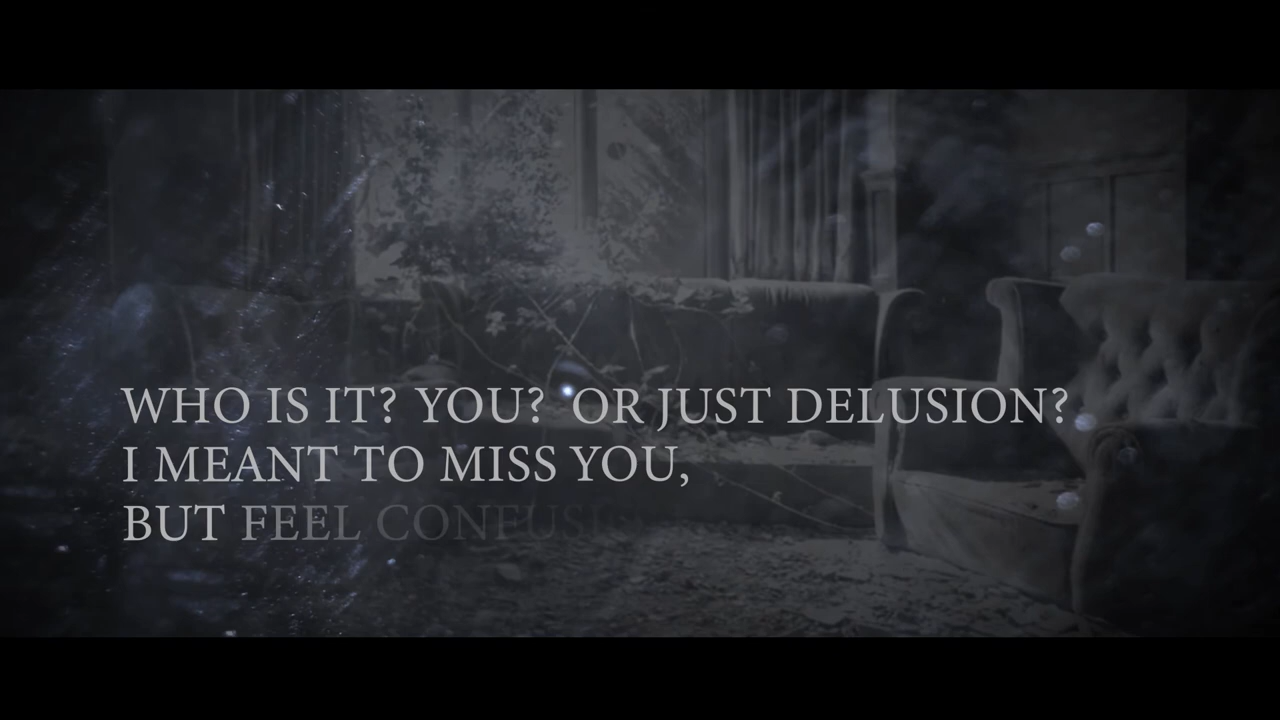 WHO IS IT? YOU? OR JUST DELUSION?
I MEANT TO MISS YOU,
BUT FEEL